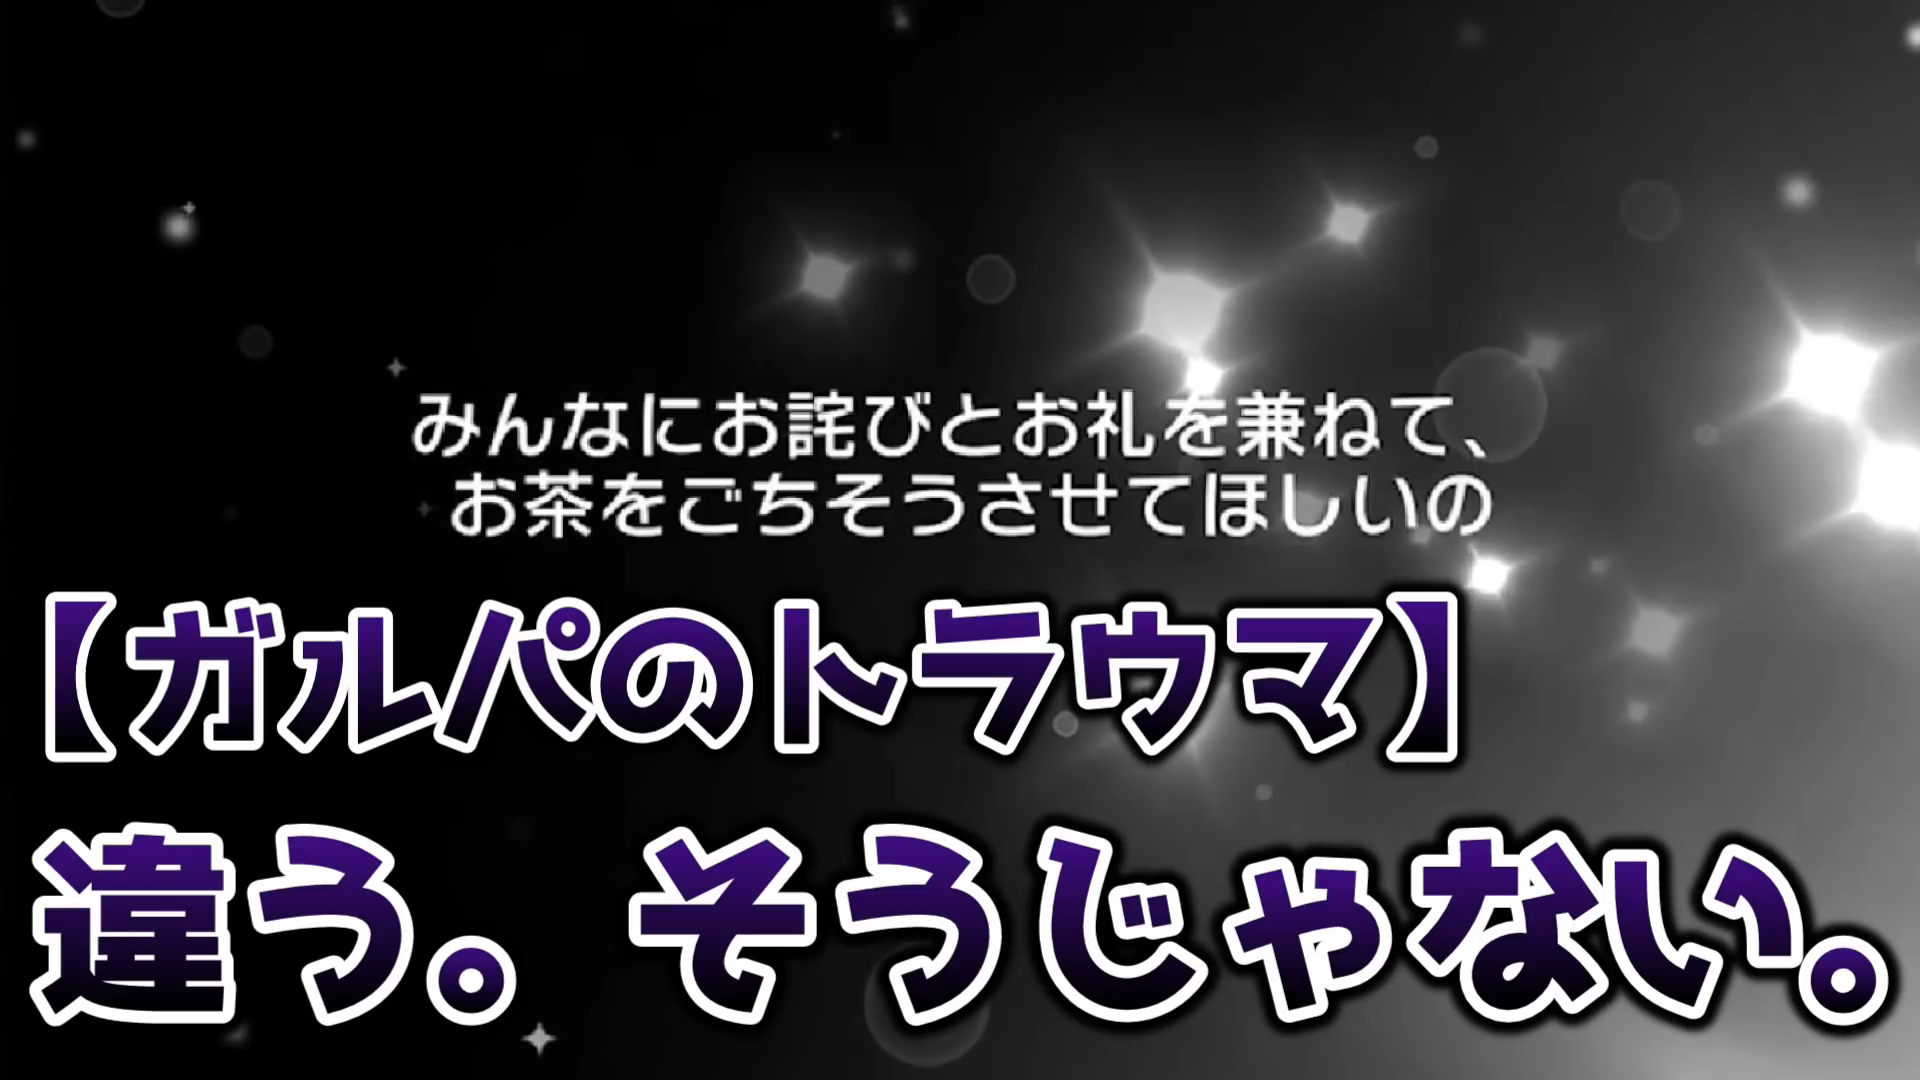 みんなにお詫びとお礼を兼ねて、
お茶をごちそうさせてほしいの
【ガルパのトラウマ】
違う。そうじゃない。